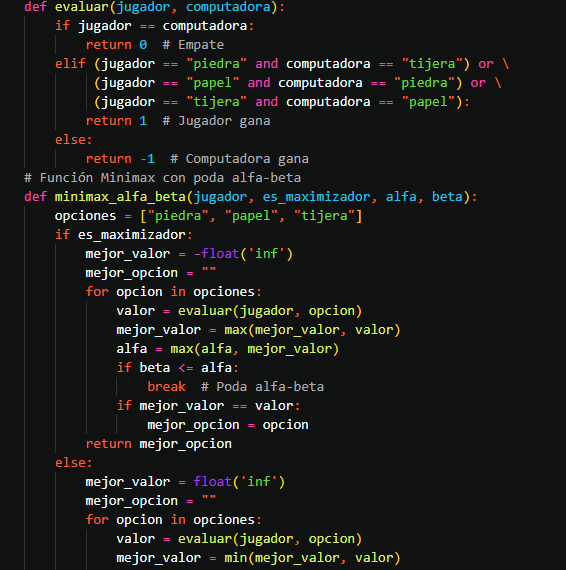 def evaluar(jugador, computadora):
    if jugador == computadora:
        return 0  # Empate
    elif (jugador == "piedra" and computadora == "tijera") or \
         (jugador == "papel" and computadora == "piedra") or \
         (jugador == "tijera" and computadora == "papel"):
        return 1  # Jugador gana
    else:
        return -1  # Computadora gana
# Función Minimax con poda alfa-beta
def minimax_alfa_beta(jugador, es_maximizador, alfa, beta):
    opciones = ["piedra", "papel", "tijera"]
    if es_maximizador:
        mejor_valor = -float('inf')
        mejor_opcion = ""
        for opcion in opciones:
            valor = evaluar(jugador, opcion)
            mejor_valor = max(mejor_valor, valor)
            alfa = max(alfa, mejor_valor)
            if beta <= alfa:
                break  # Poda alfa-beta
            if mejor_valor == valor:
                mejor_opcion = opcion
        return mejor_opcion
    else:
        mejor_valor = float('inf')
        mejor_opcion = ""
        for opcion in opciones:
            valor = evaluar(jugador, opcion)
            mejor_valor = min(mejor_valor, valor)